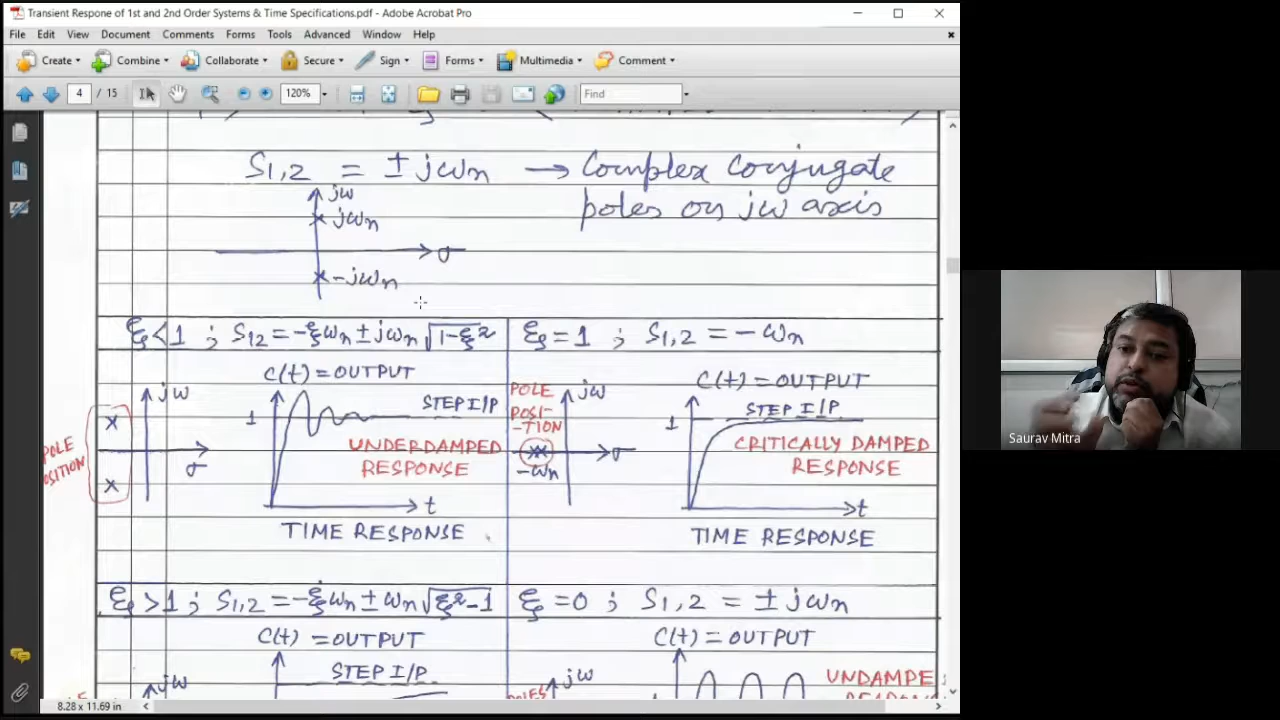 Transient Respone of 1st and 2nd Order Systems & Time Specifications.pdf - Adobe Acrobat Pro
File Edit View Document Comments Forms Tools Advanced Window Help
Create Combine Collaborate Secure Sign Forms Multimedia Comment
4 / 15 120% Find
S1,2 = ± jωn → Complex Conjugate
poles on jω axis
jω
jωn
σ
-jωn
ξ<1 ; S12 = -ξωn ± jωn √1-ξ²
ξ=1 ; S1,2 = -ωn
C(t) = OUTPUT
jω
1
STEP I/P
UNDERDAMPED
RESPONSE
POLE
POSITION
σ
t
TIME RESPONSE
POLE
POSI-
-TION
jω
σ
-ωn
C(t) = OUTPUT
STEP I/P
1
CRITICALLY DAMPED
RESPONSE
t
TIME RESPONSE
Saurav Mitra
ξ>1 ; S1,2 = -ξωn ± ωn √ξ²-1
ξ=0 ; S1,2 = ± jωn
C(t) = OUTPUT
STEP I/P
jω
C(t) = OUTPUT
jω
UNDAMPE
8.28 x 11.69 in